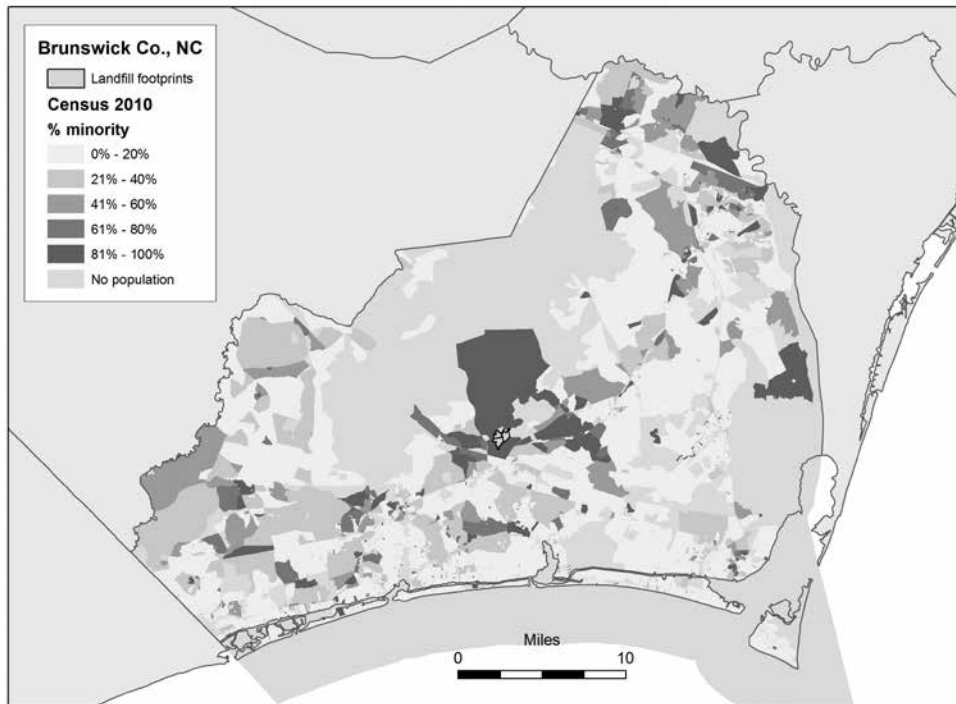 Brunswick Co., NC
Landfill footprints
Census 2010
% minority
0% - 20%
21% - 40%
41% - 60%
61% - 80%
81% - 100%
No population
Miles
0 10